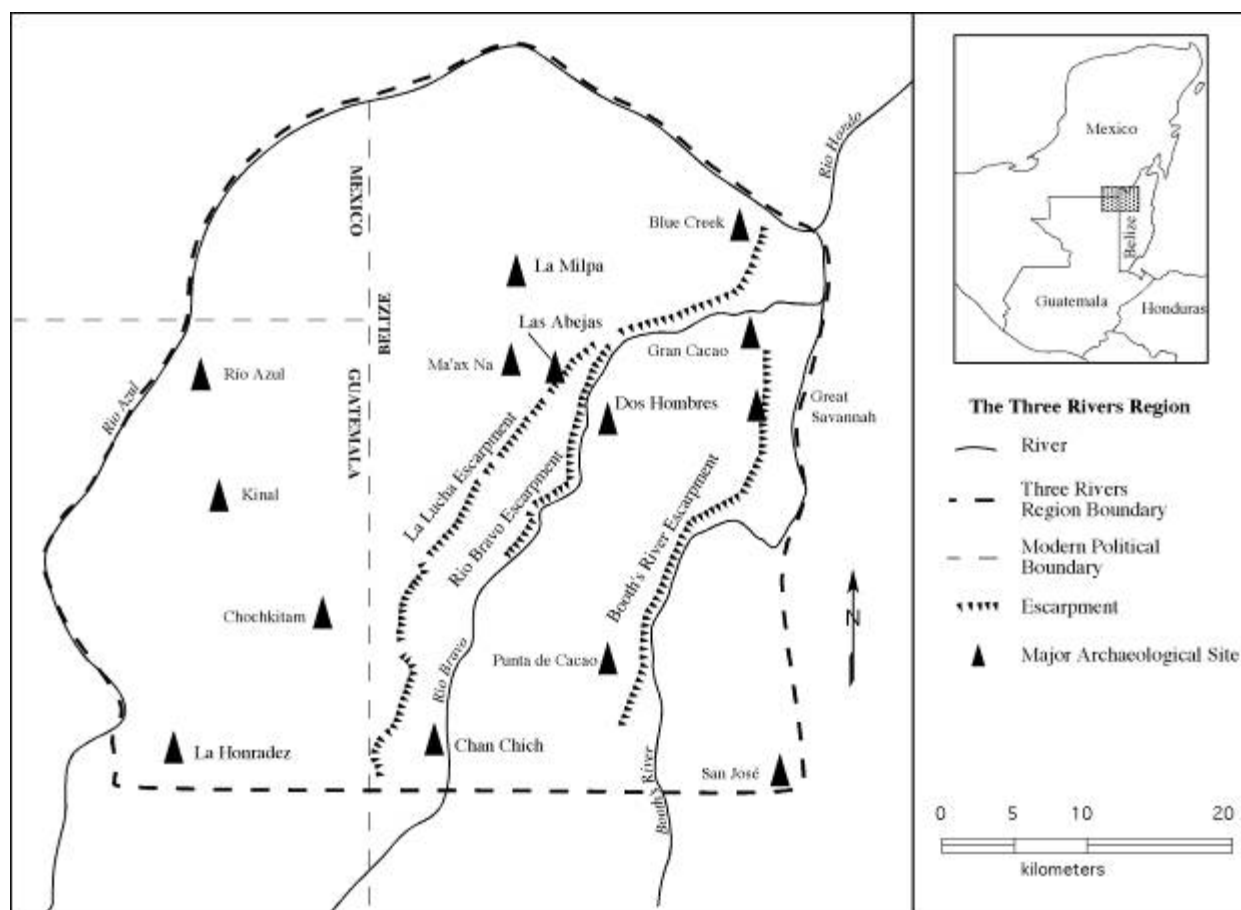 Rio Hondo
MEXICO
Blue Creek
La Milpa
BELIZE
Las Abejas
Gran Cacao
Ma'ax Na
Río Azul
Rio Azul
GUATEMALA
Dos Hombres
Great
Savannah
La Lucha Escarpment
Rio Bravo Escarpment
Booth's River Escarpment
Kinal
Chochkitam
Punta de Cacao
Rio Bravo
N
La Honradez
Chan Chich
San José
Booth's River
Mexico
Belize
Guatemala
Honduras
The Three Rivers Region
River
Three Rivers
Region Boundary
Modern Political
Boundary
Escarpment
Major Archaeological Site
0 5 10 20
kilometers